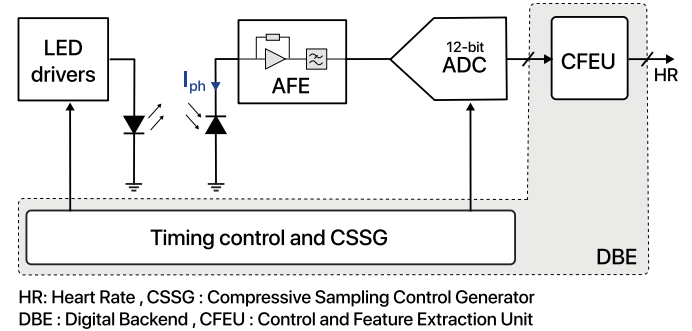 LED
drivers
I_ph
AFE
12-bit
ADC
CFEU
HR
Timing control and CSSG
DBE
HR: Heart Rate , CSSG : Compressive Sampling Control Generator
DBE : Digital Backend , CFEU : Control and Feature Extraction Unit